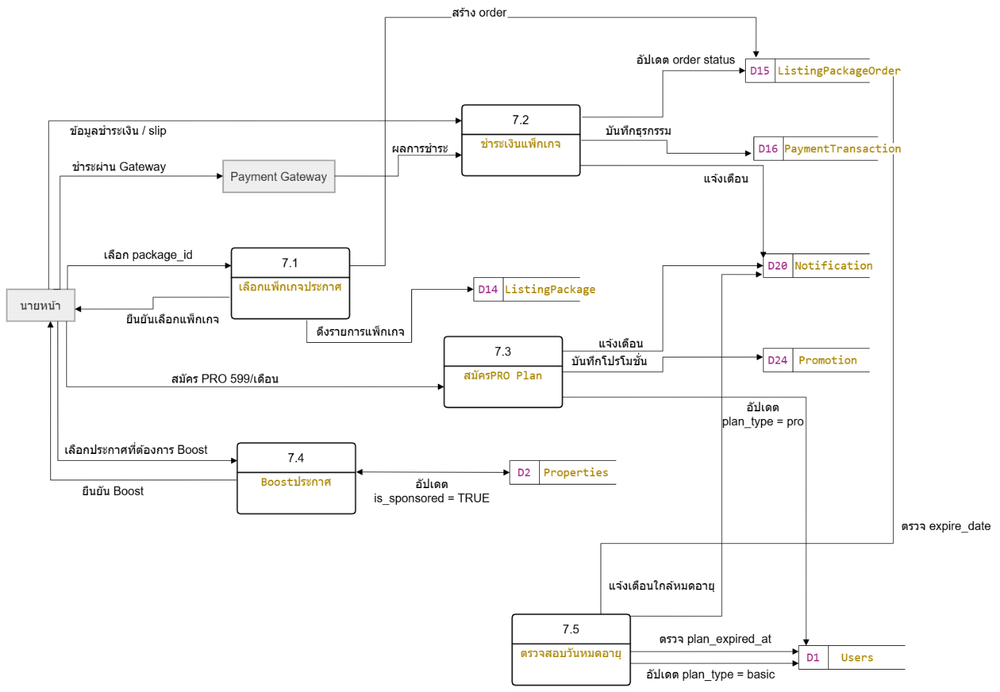 สร้าง order
อัปเดต order status
D15 ListingPackageOrder
7.2
ชำระเงินแพ็กเกจ
ข้อมูลชำระเงิน / slip
บันทึกธุรกรรม
D16 PaymentTransaction
ผลการชำระ
ชำระผ่าน Gateway
Payment Gateway
แจ้งเตือน
เลือก package_id
7.1
เลือกแพ็กเกจประกาศ
D20 Notification
D14 ListingPackage
นายหน้า
ยืนยันเลือกแพ็กเกจ
ดึงรายการแพ็กเกจ
7.3
สมัครPRO Plan
แจ้งเตือน
บันทึกโปรโมชั่น
D24 Promotion
สมัคร PRO 599/เดือน
อัปเดต
plan_type = pro
เลือกประกาศที่ต้องการ Boost
7.4
Boostประกาศ
D2 Properties
ยืนยัน Boost
อัปเดต
is_sponsored = TRUE
ตรวจ expire_date
แจ้งเตือนใกล้หมดอายุ
7.5
ตรวจสอบวันหมดอายุ
ตรวจ plan_expired_at
D1 Users
อัปเดต plan_type = basic